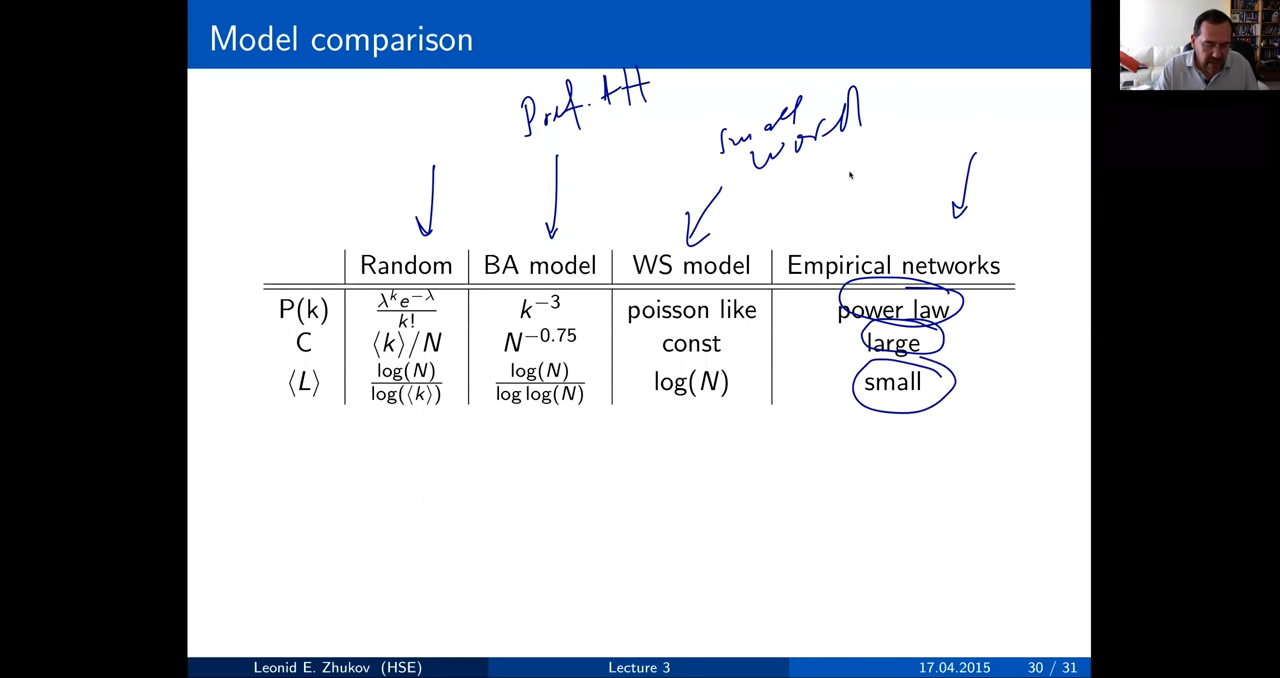 Model comparison
Pref. Att
small
world
Random BA model WS model Empirical networks
P(k) λ^k e^−λ / k! k^−3 poisson like power law
C ⟨k⟩/N N^−0.75 const large
⟨L⟩ log(N) / log(⟨k⟩) log(N) / log log(N) log(N) small
Leonid E. Zhukov (HSE) Lecture 3 17.04.2015 30 / 31